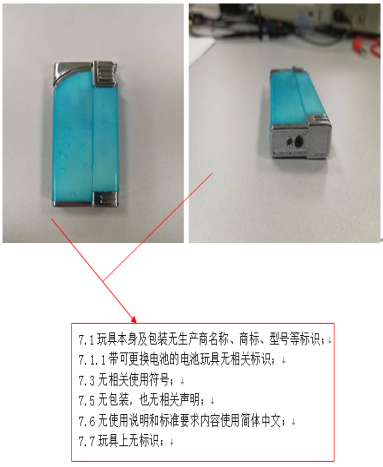 7.1玩具本身及包装无生产商名称、商标、型号等标识；↓
7.1.1带可更换电池的电池玩具无相关标识；↓
7.3无相关使用符号；↓
7.5无包装，也无相关声明；↓
7.6无使用说明和标准要求内容使用简体中文；↓
7.7玩具上无标识；↓